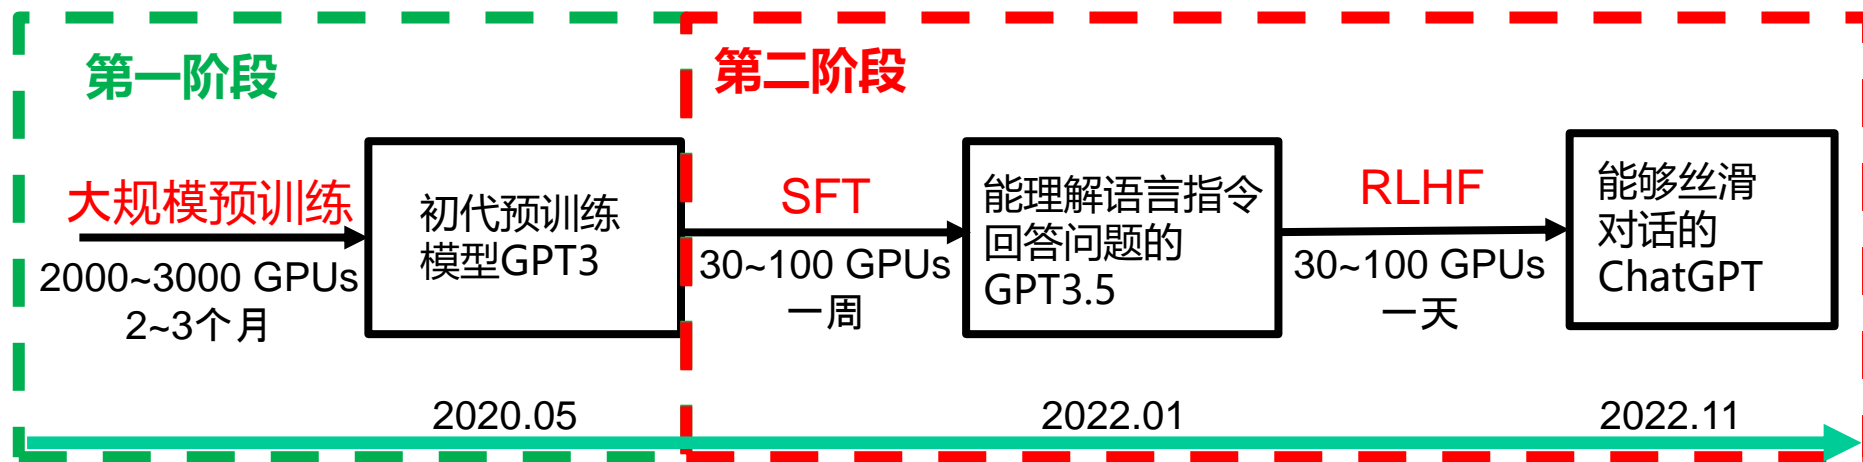 第一阶段
第二阶段
大规模预训练
2000~3000 GPUs
2~3个月
初代预训练
模型GPT3
SFT
30~100 GPUs
一周
能理解语言指令
回答问题的
GPT3.5
RLHF
30~100 GPUs
一天
能够丝滑
对话的
ChatGPT
2020.05
2022.01
2022.11